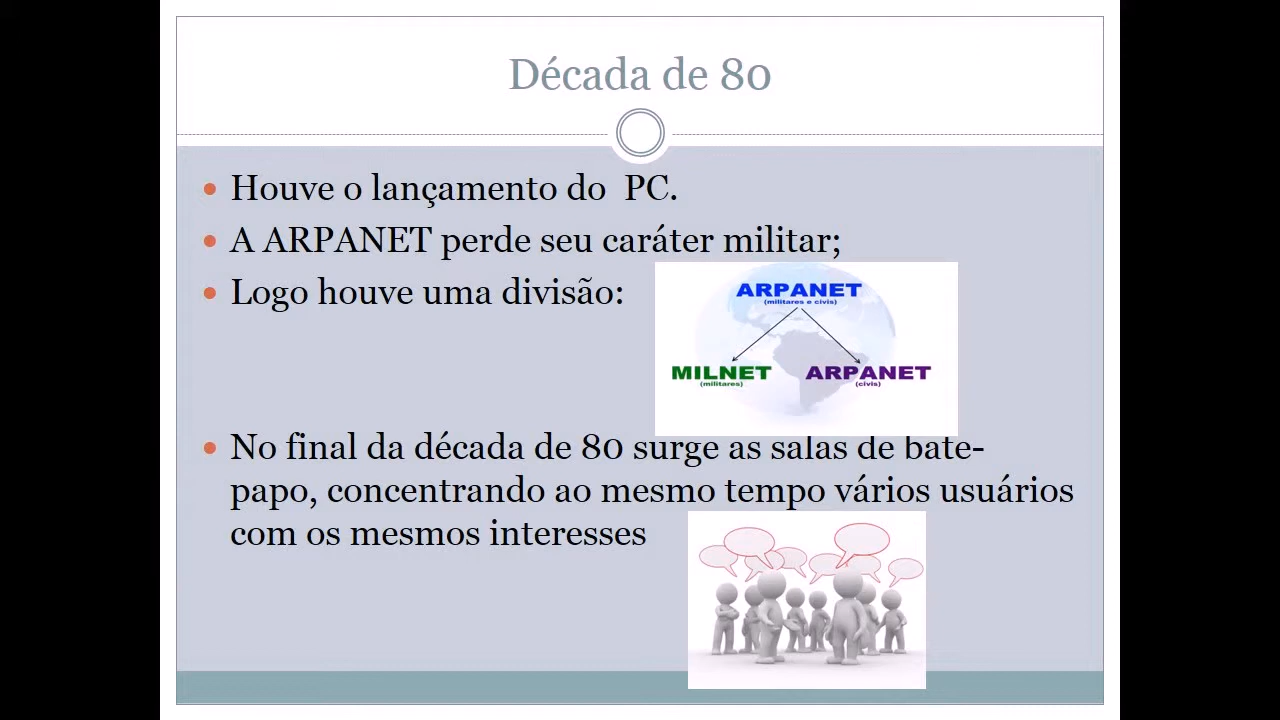 Década de 80
Houve o lançamento do  PC.
A ARPANET perde seu caráter militar;
Logo houve uma divisão:
ARPANET
(militares e civis)
MILNET
(militares)
ARPANET
(civis)
No final da década de 80 surge as salas de bate-
papo, concentrando ao mesmo tempo vários usuários
com os mesmos interesses